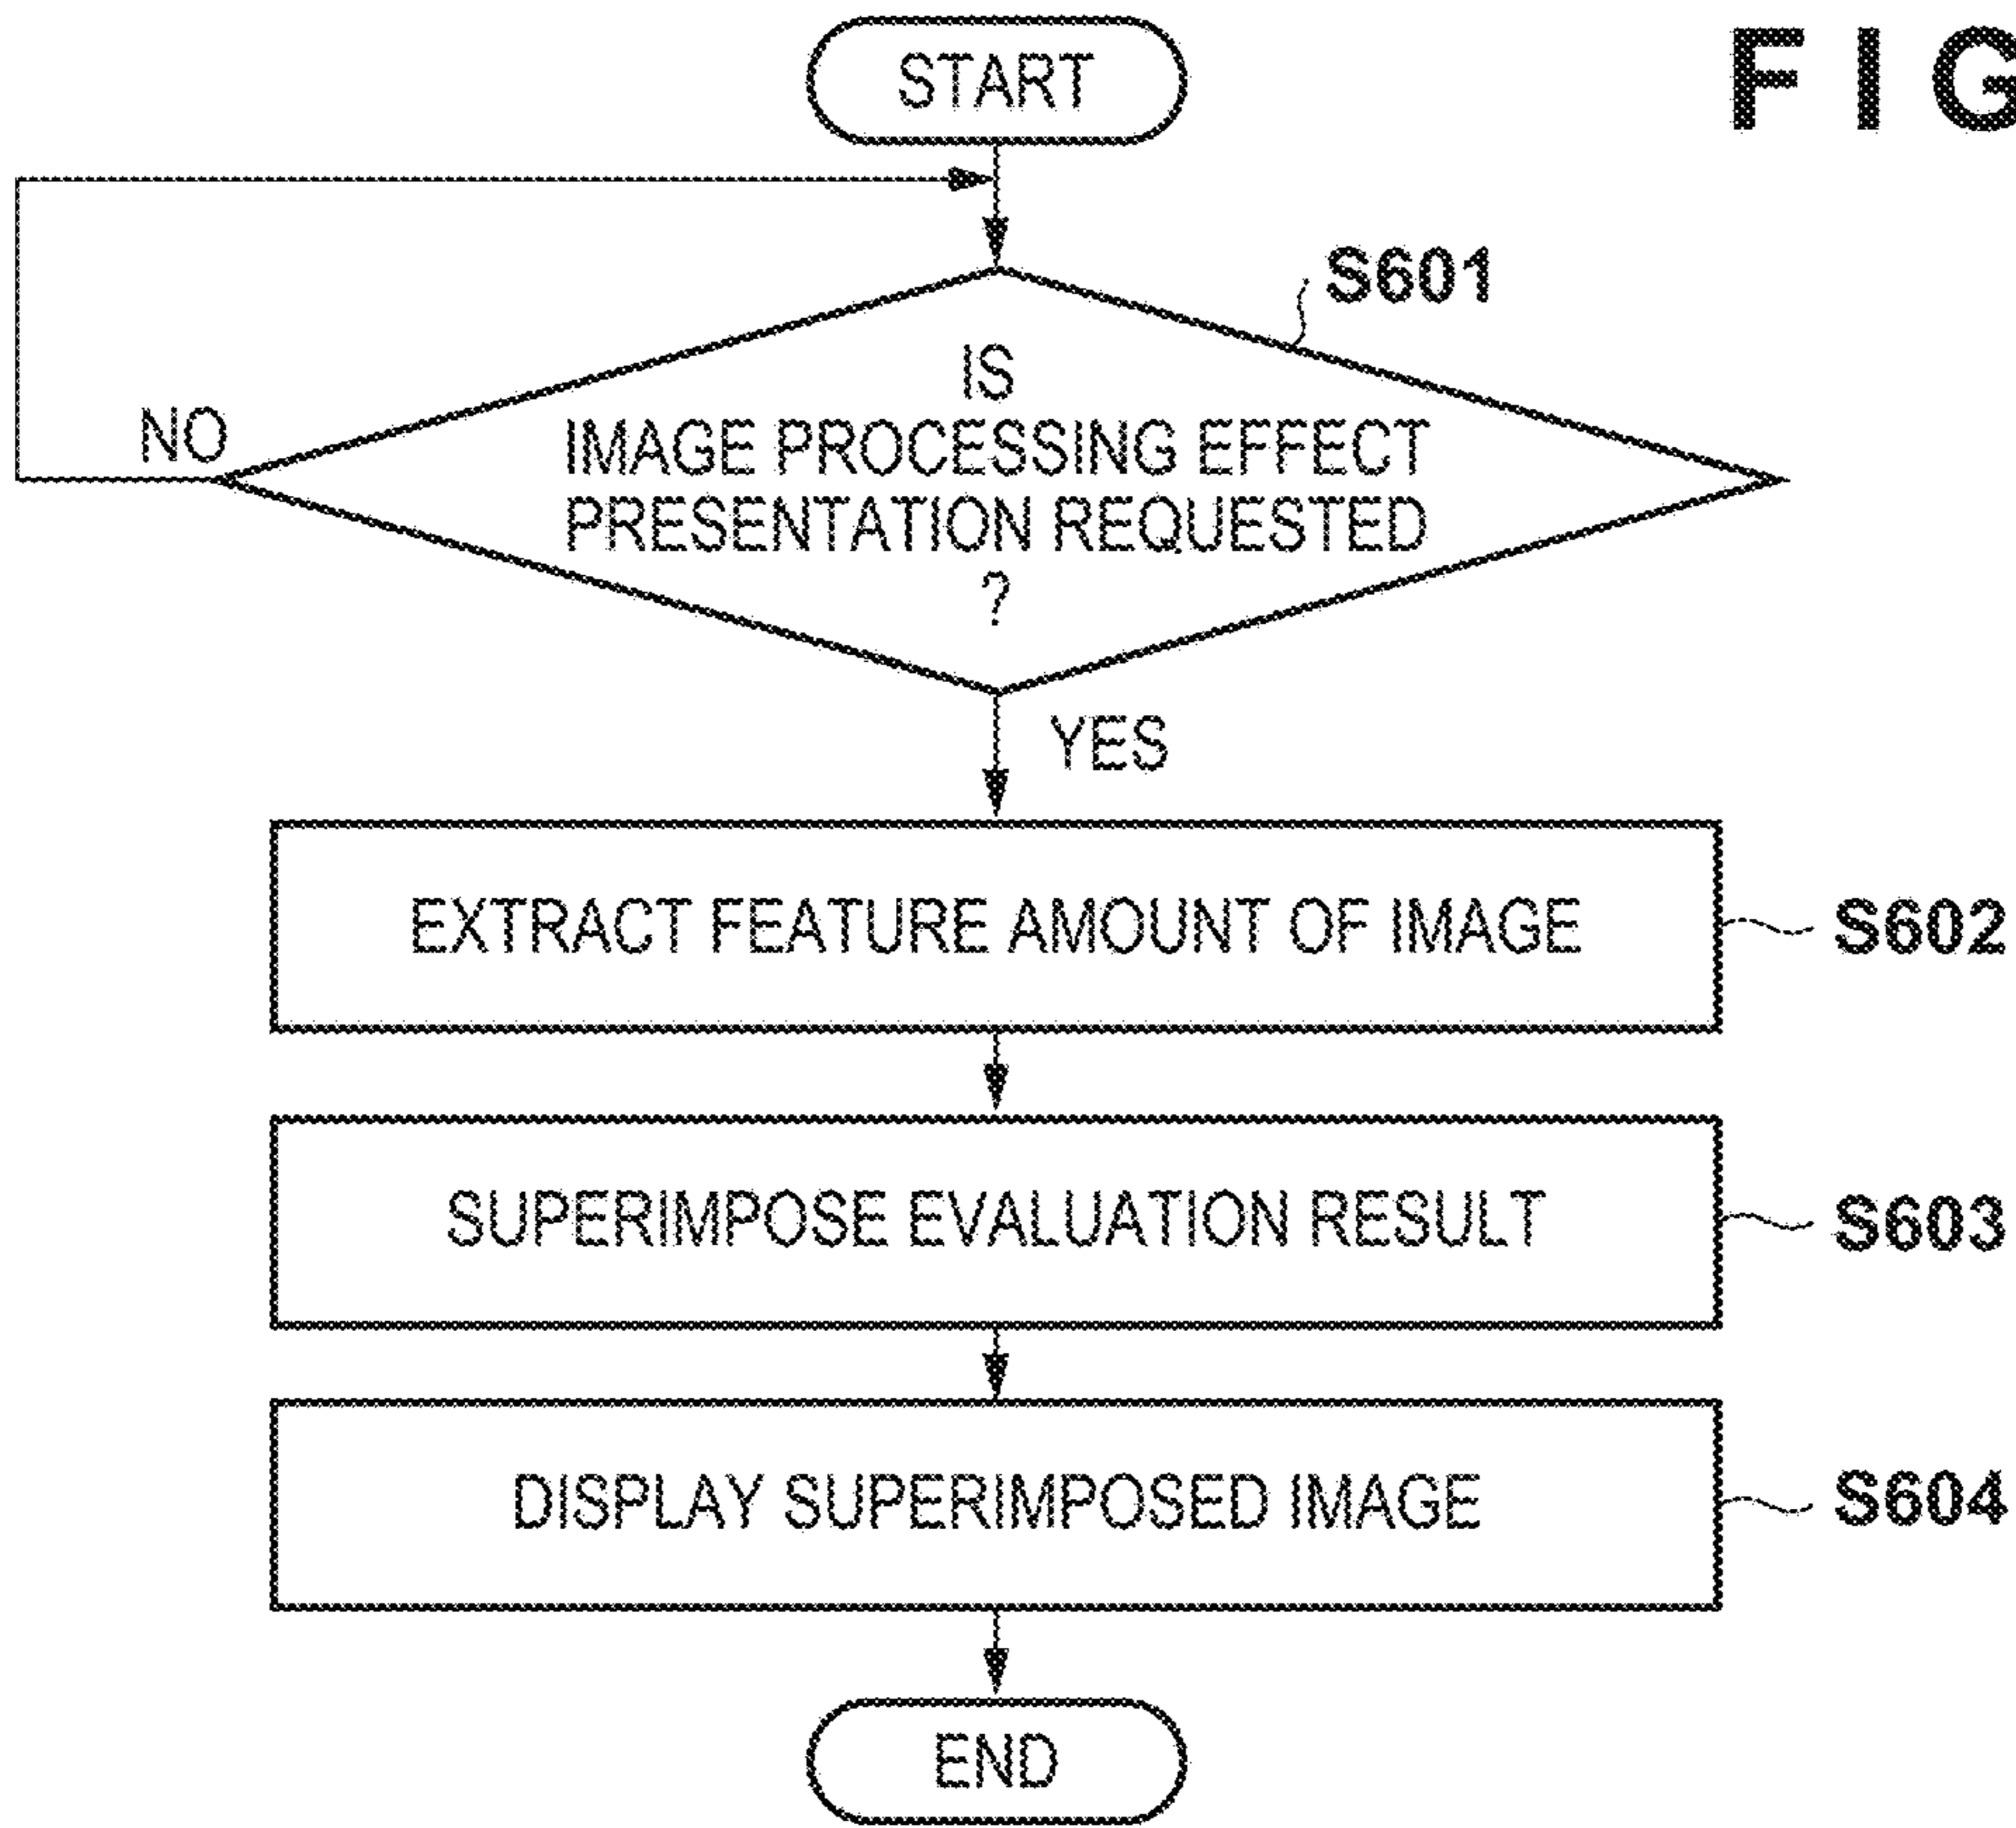 FIG
START
S601
IS
IMAGE PROCESSING EFFECT
PRESENTATION REQUESTED
?
NO
YES
EXTRACT FEATURE AMOUNT OF IMAGE
S602
SUPERIMPOSE EVALUATION RESULT
S603
DISPLAY SUPERIMPOSED IMAGE
S604
END